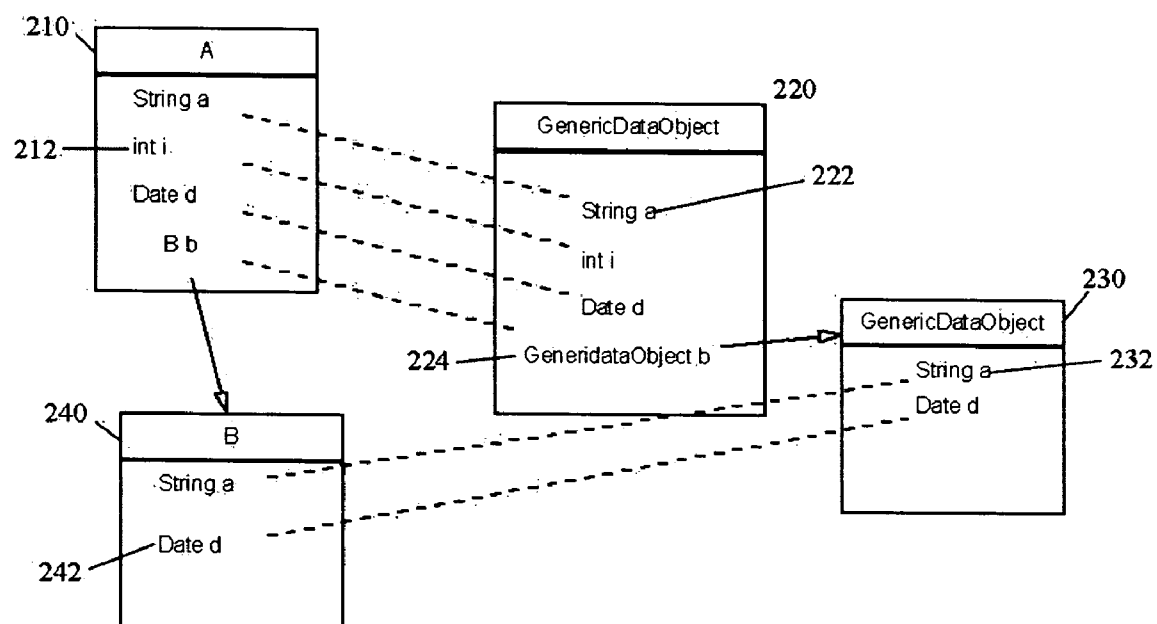 210
A
String a
212
int i
Date d
B b
220
GenericDataObject
String a
222
int i
Date d
224
GeneridataObject b
230
GenericDataObject
String a
232
Date d
240
B
String a
Date d
242